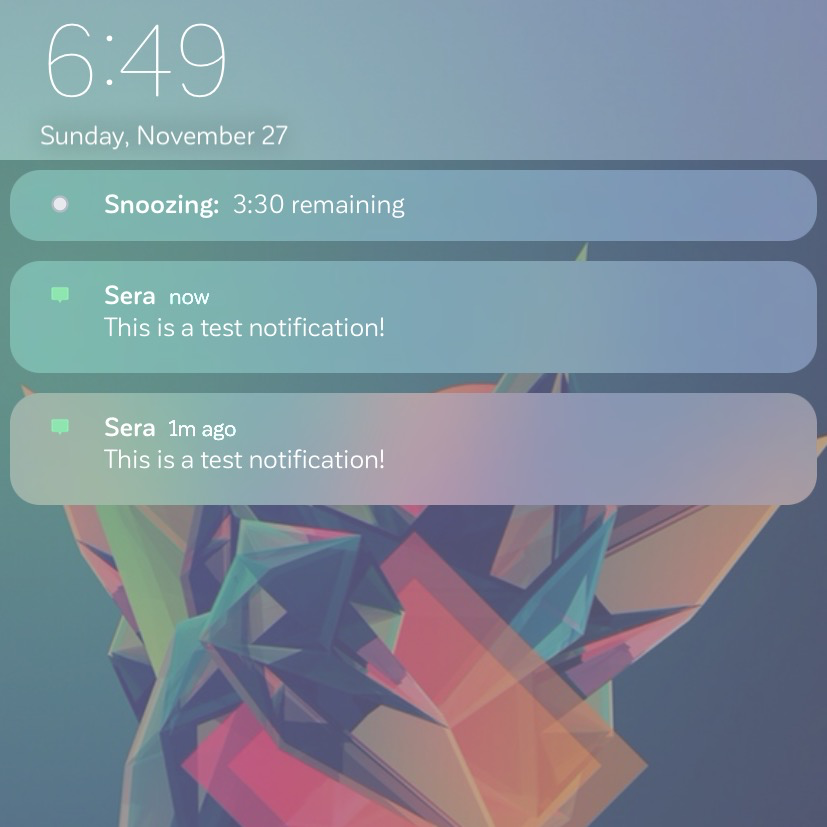 6:49
Sunday, November 27
Snoozing: 3:30 remaining
Sera now
This is a test notification!
Sera 1m ago
This is a test notification!